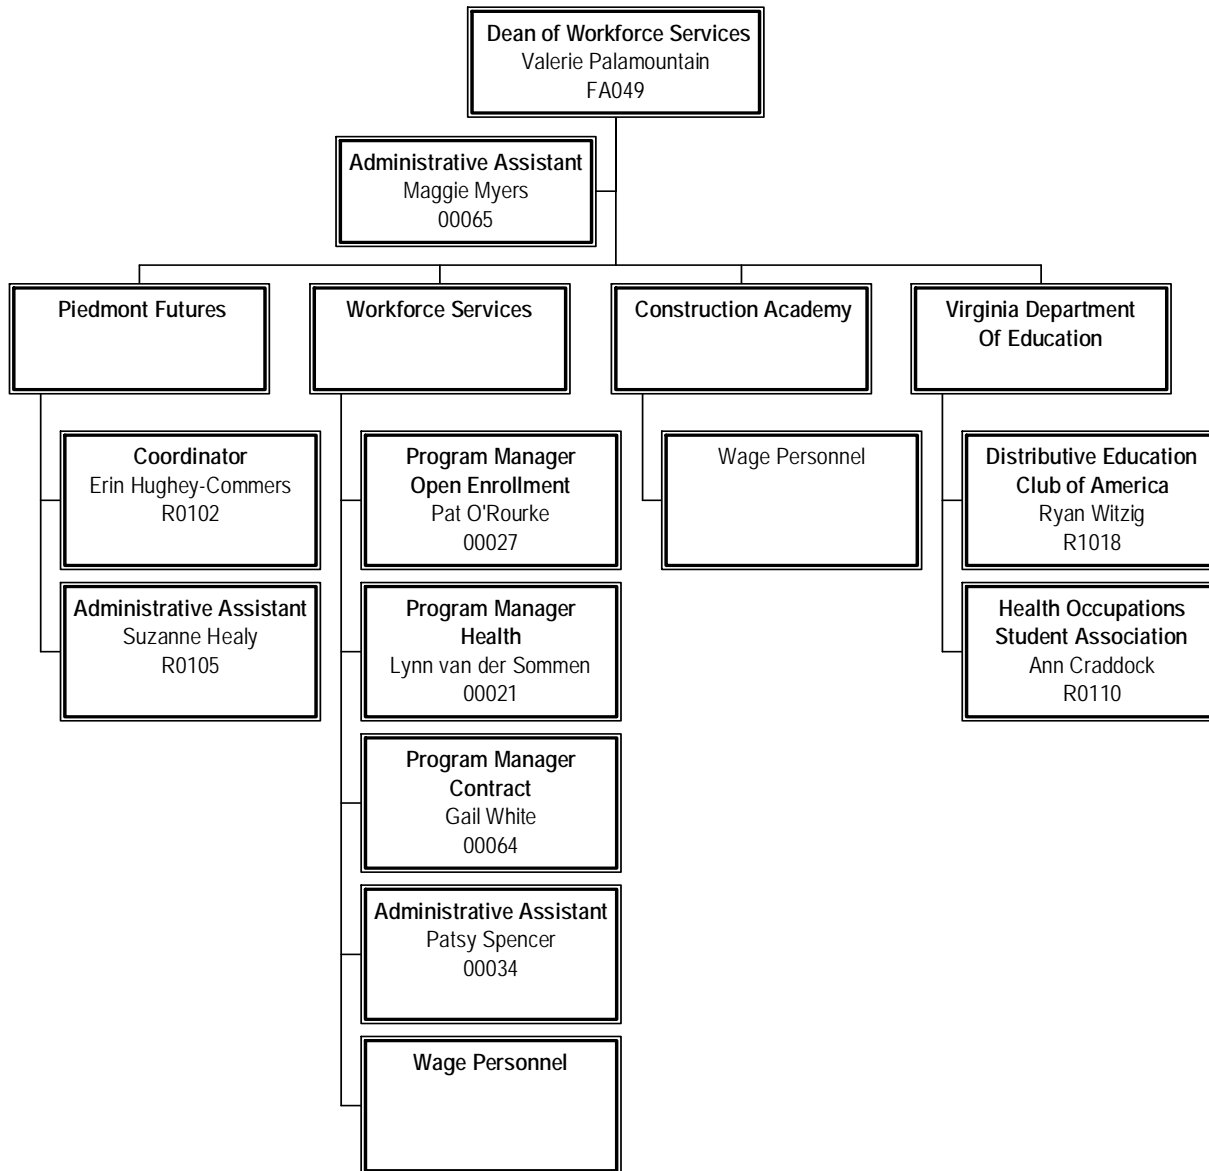 Dean of Workforce Services
Valerie Palamountain
FA049
Administrative Assistant
Maggie Myers
00065
Piedmont Futures
Workforce Services
Construction Academy
Virginia Department
Of Education
Coordinator
Erin Hughey-Commers
R0102
Administrative Assistant
Suzanne Healy
R0105
Program Manager
Open Enrollment
Pat O'Rourke
00027
Program Manager
Health
Lynn van der Sommen
00021
Program Manager
Contract
Gail White
00064
Administrative Assistant
Patsy Spencer
00034
Wage Personnel
Wage Personnel
Distributive Education
Club of America
Ryan Witzig
R1018
Health Occupations
Student Association
Ann Craddock
R0110